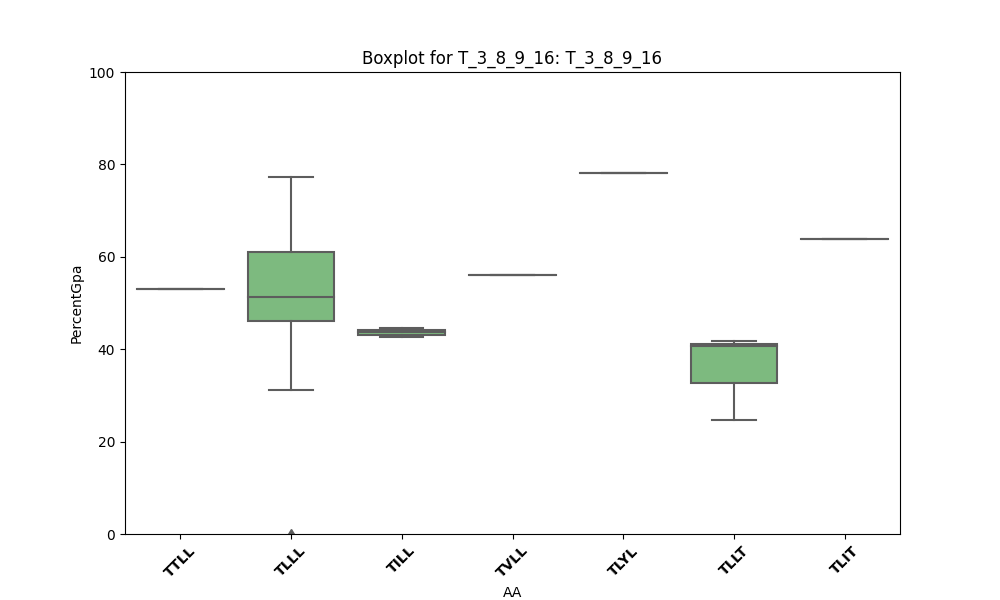 Boxplot for T_3_8_9_16: T_3_8_9_16
100
80
60
40
20
0
PercentGpa
TTLL
TLLL
TILL
TVLL
TLYL
TLLT
TLIT
AA